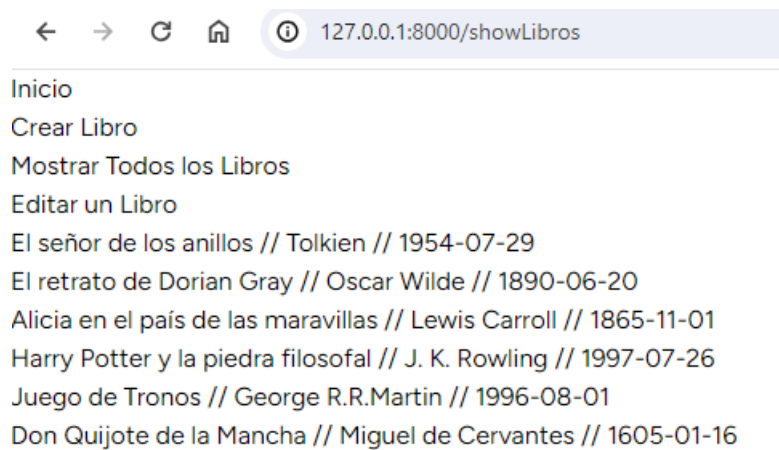 127.0.0.1:8000/showLibros
Inicio
Crear Libro
Mostrar Todos los Libros
Editar un Libro
El señor de los anillos // Tolkien // 1954-07-29
El retrato de Dorian Gray // Oscar Wilde // 1890-06-20
Alicia en el país de las maravillas // Lewis Carroll // 1865-11-01
Harry Potter y la piedra filosofal // J. K. Rowling // 1997-07-26
Juego de Tronos // George R.R.Martin // 1996-08-01
Don Quijote de la Mancha // Miguel de Cervantes // 1605-01-16